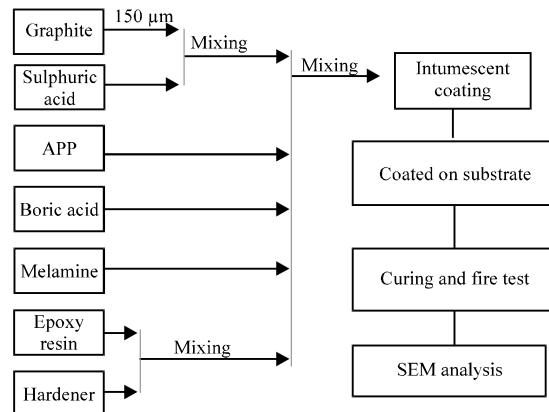 Graphite
150 µm
Mixing
Sulphuric
acid
Mixing
Intumescent
coating
APP
Coated on substrate
Boric acid
Melamine
Curing and fire test
Epoxy
resin
Mixing
Hardener
SEM analysis